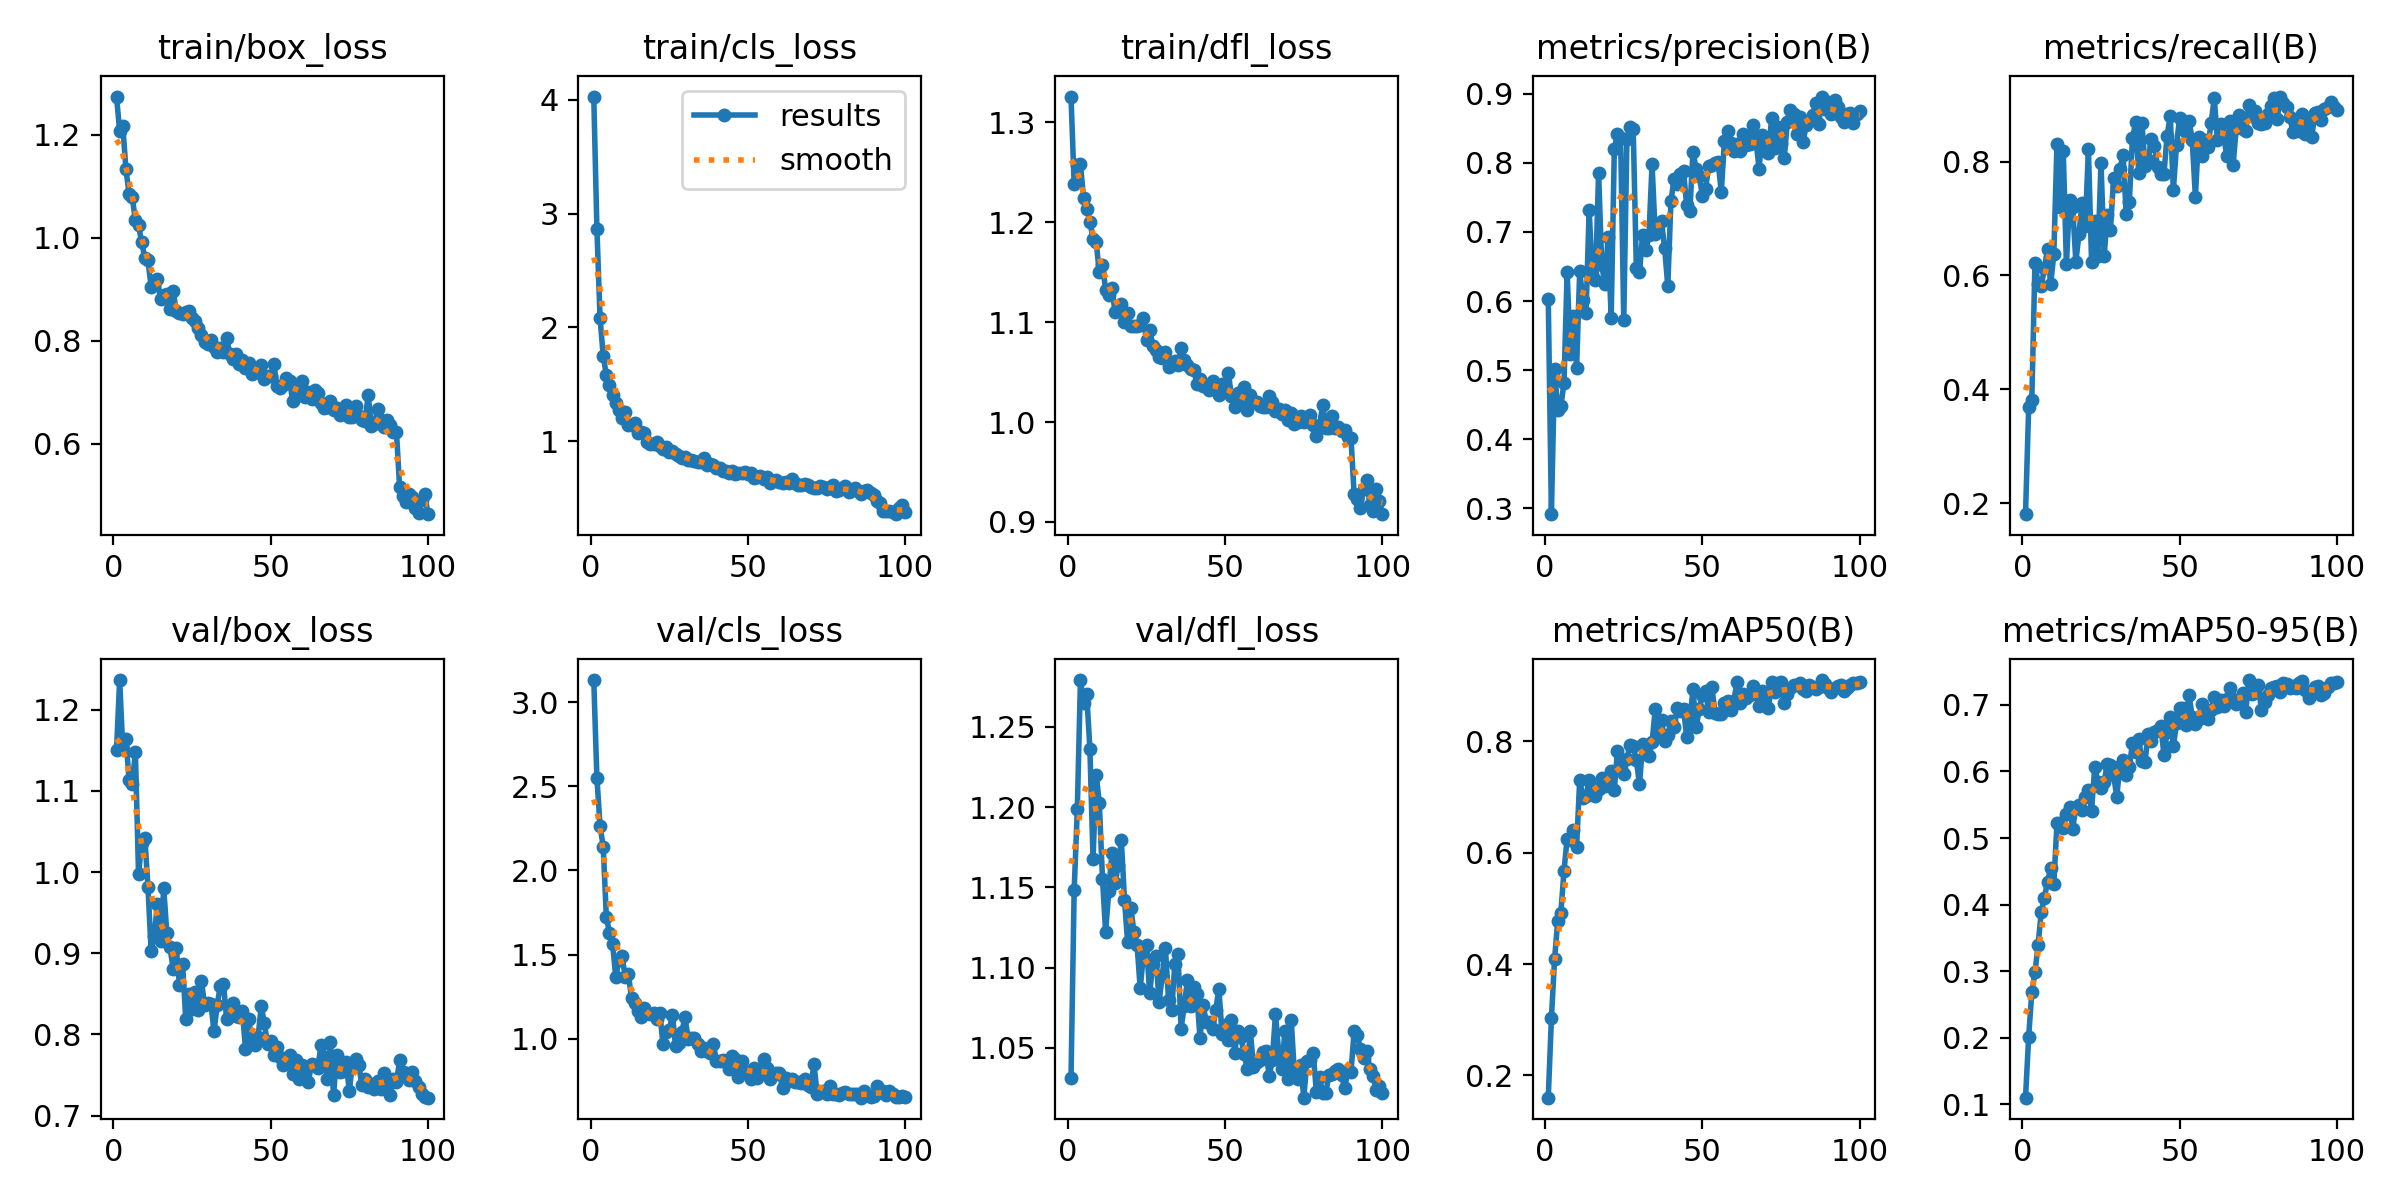 train/box_loss
1.2
1.0
0.8
0.6
0 50 100
train/cls_loss
results
smooth
4
3
2
1
0 50 100
train/dfl_loss
1.3
1.2
1.1
1.0
0.9
0 50 100
metrics/precision(B)
0.9
0.8
0.7
0.6
0.5
0.4
0.3
0 50 100
metrics/recall(B)
0.8
0.6
0.4
0.2
0 50 100
val/box_loss
1.2
1.1
1.0
0.9
0.8
0.7
0 50 100
val/cls_loss
3.0
2.5
2.0
1.5
1.0
0 50 100
val/dfl_loss
1.25
1.20
1.15
1.10
1.05
0 50 100
metrics/mAP50(B)
0.8
0.6
0.4
0.2
0 50 100
metrics/mAP50-95(B)
0.7
0.6
0.5
0.4
0.3
0.2
0.1
0 50 100